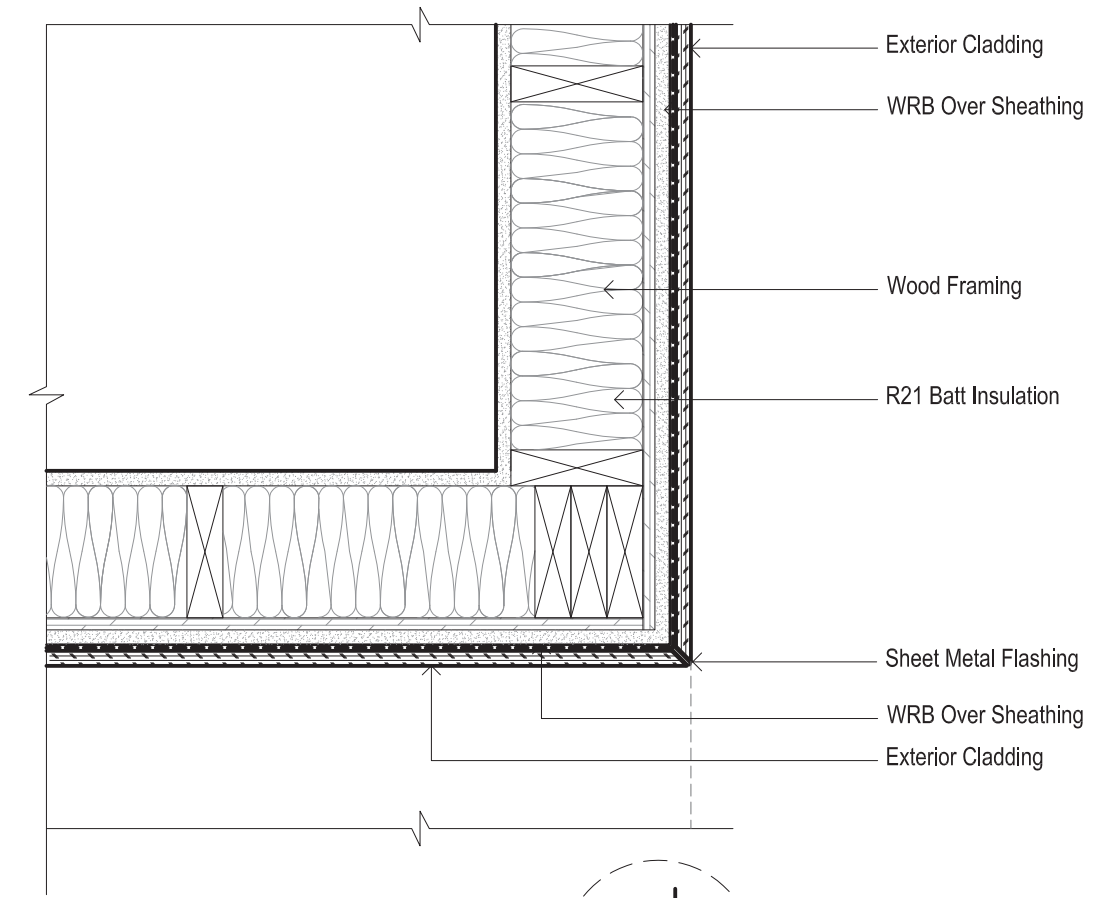 Exterior Cladding
WRB Over Sheathing
Wood Framing
R21 Batt Insulation
Sheet Metal Flashing
WRB Over Sheathing
Exterior Cladding